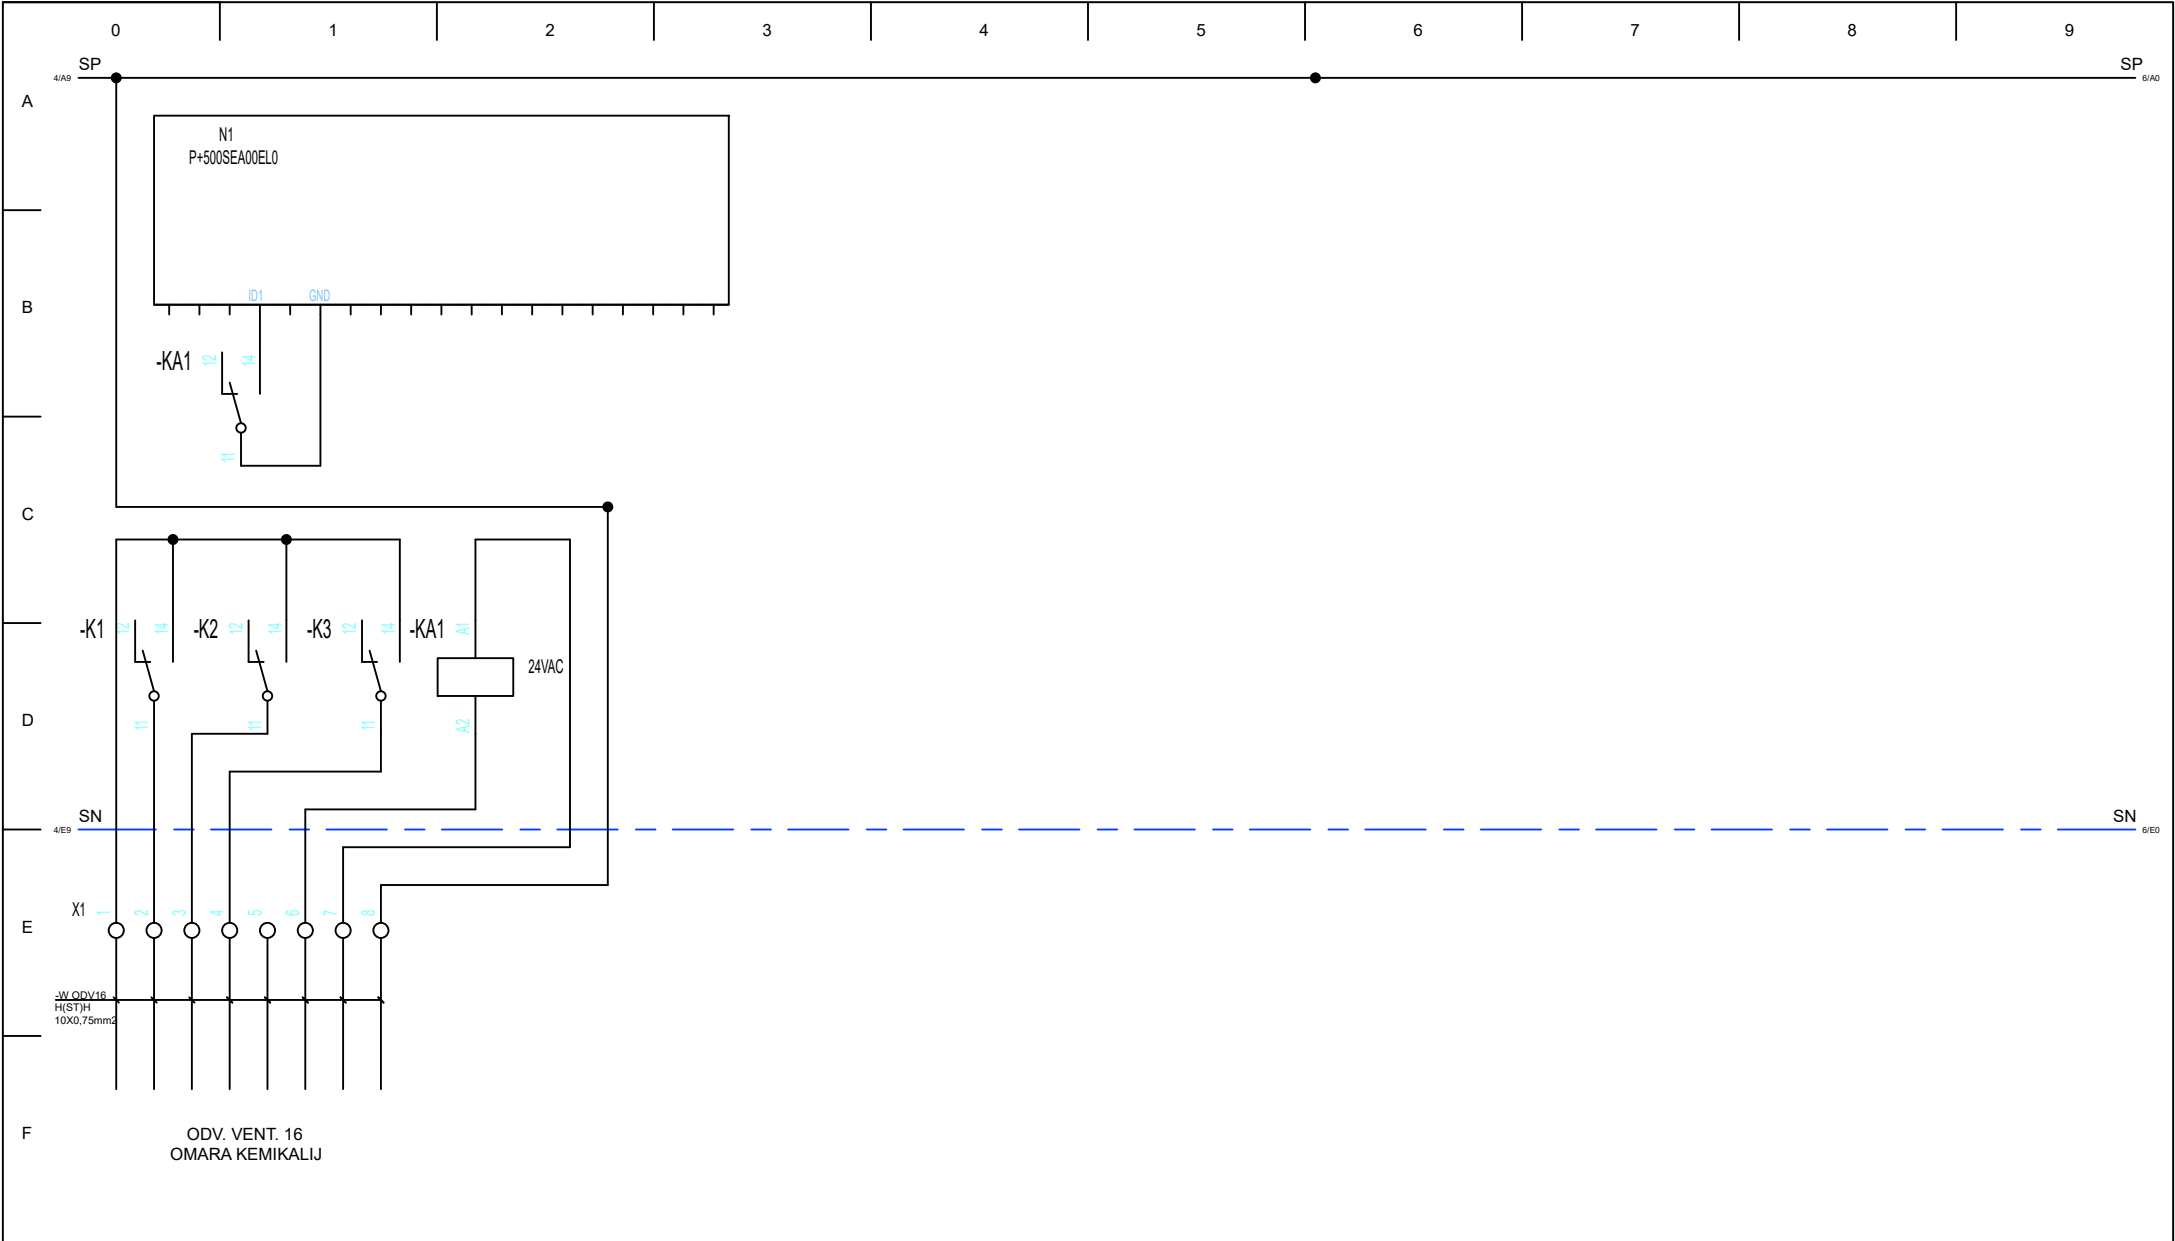 0 1 2 3 4 5 6 7 8 9
SP SP
4/A9 6/A0
A
N1
P+500SEA00EL0
ID1 GND
B
-KA1 12 14
11
C
-K1 12 14 -K2 12 14 -K3 12 14 -KA1 A1
24VAC
D
11 11 11 A2
SN SN
4/E9 6/E0
X1 1 2 3 4 5 6 7 8
E
-W ODV16
H(ST)H
10X0,75mm2
F
ODV. VENT. 16
OMARA KEMIKALIJ